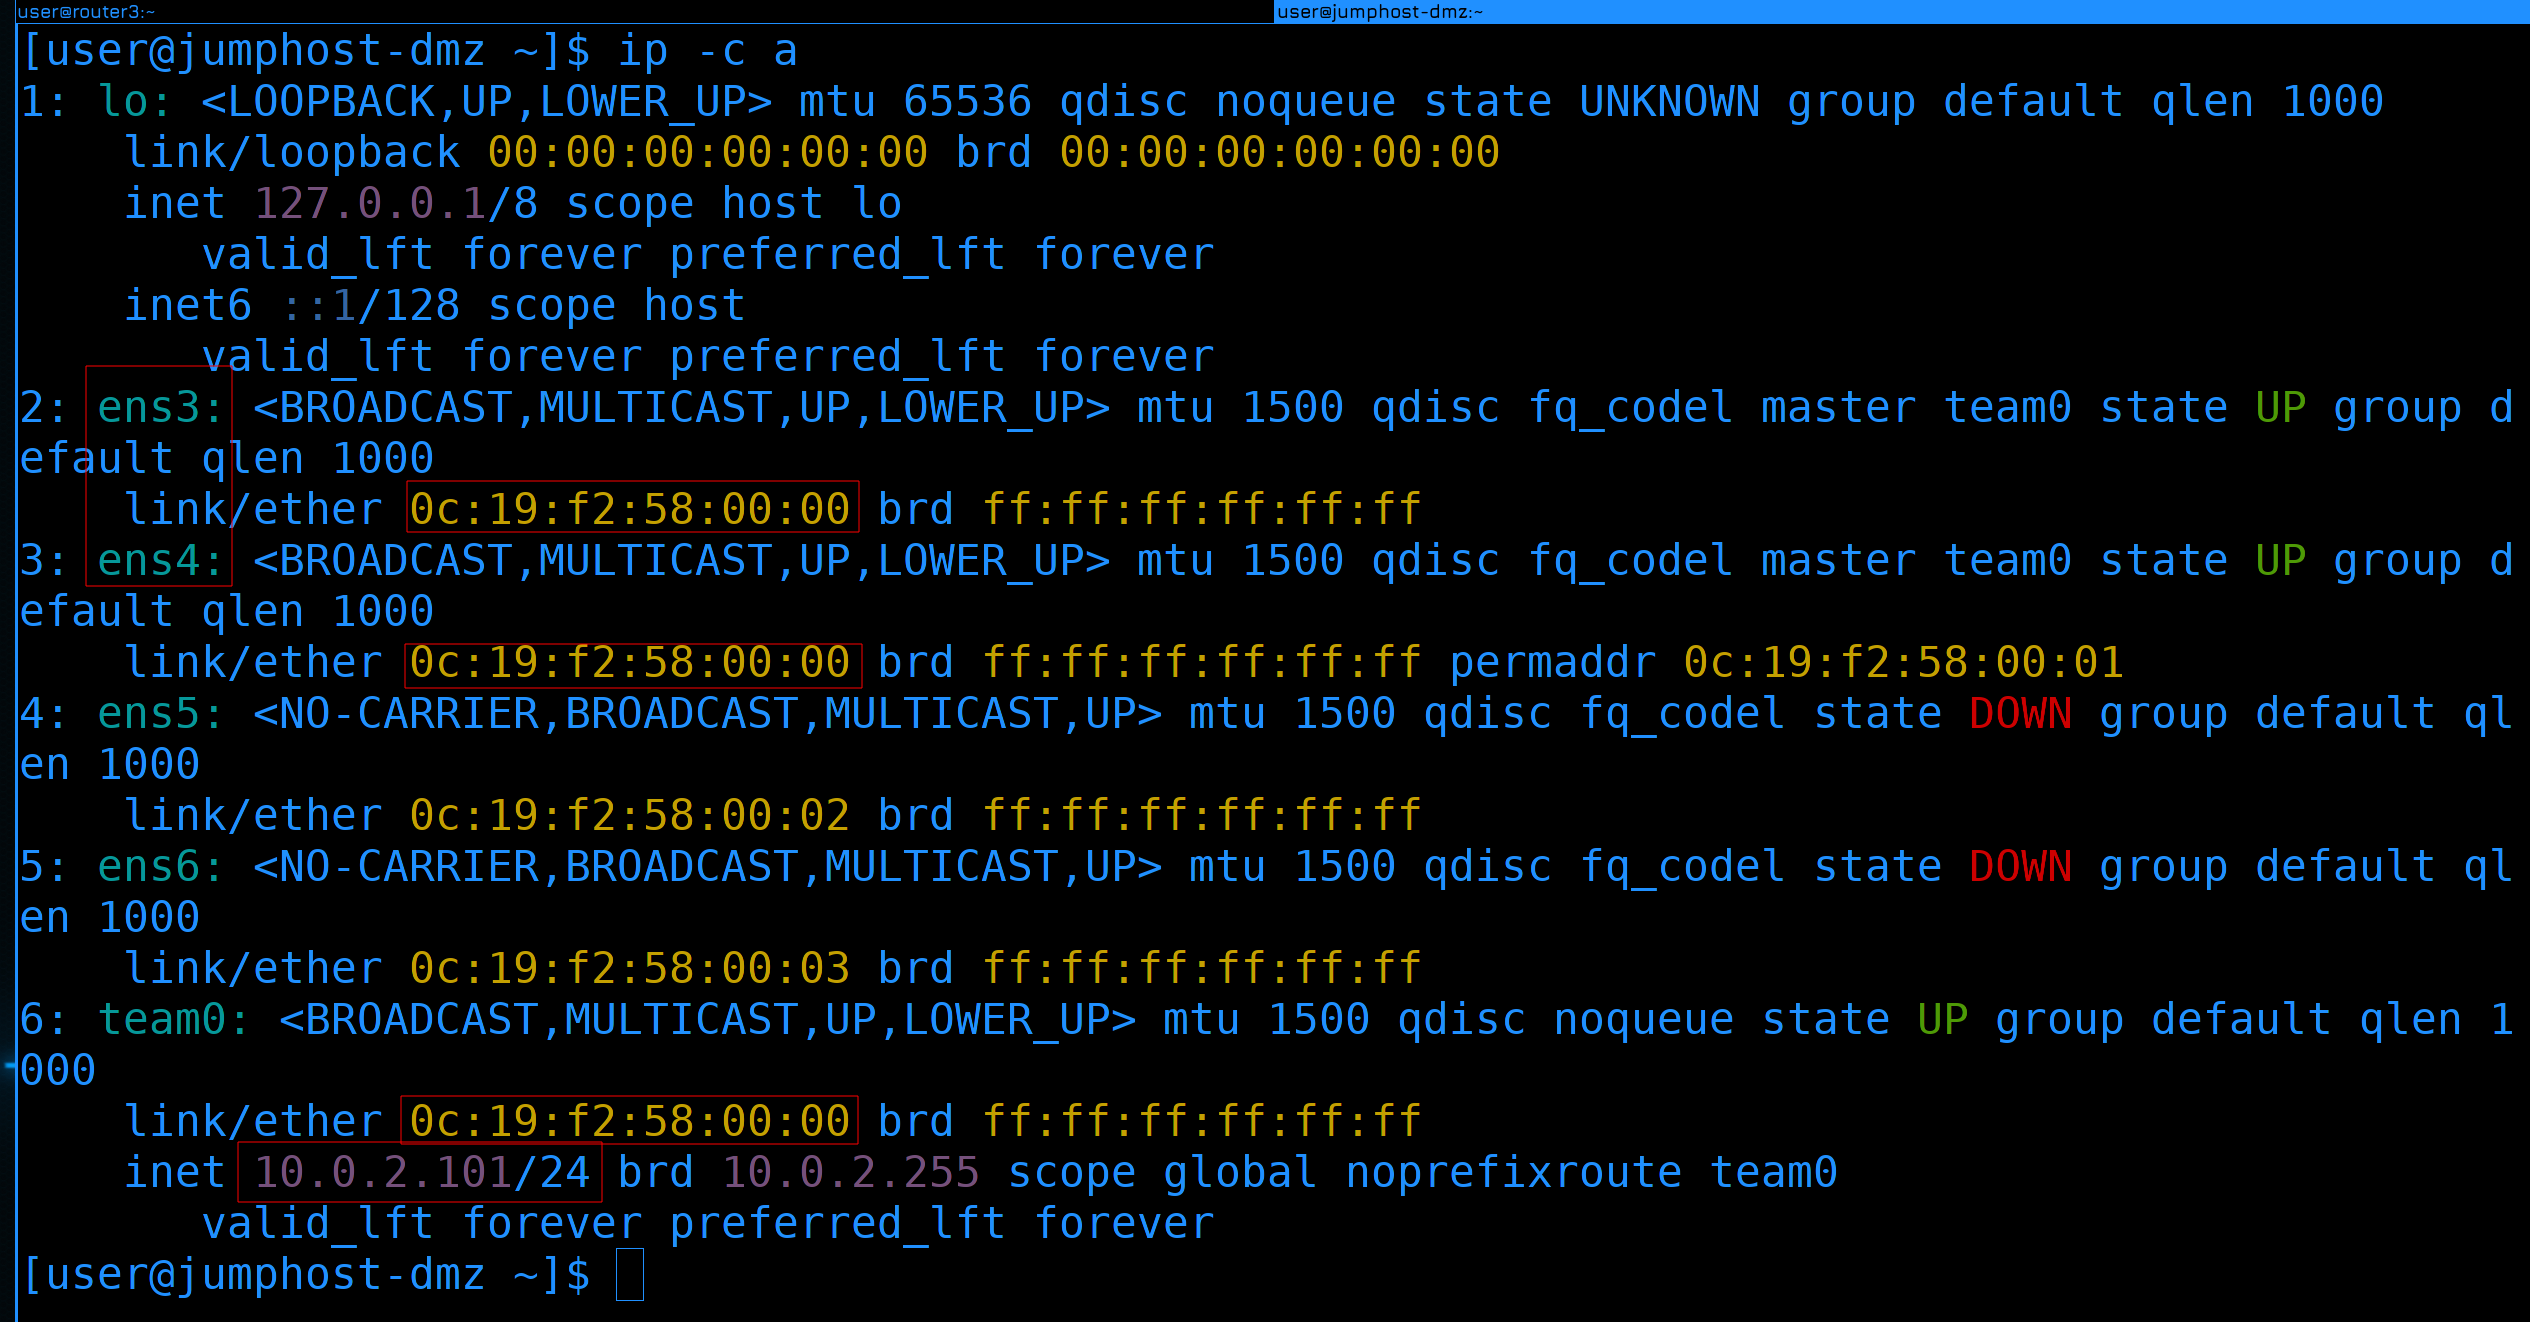 user@router3:~ user@jumphost-dmz:~
[user@jumphost-dmz ~]$ ip -c a
1: lo: <LOOPBACK,UP,LOWER_UP> mtu 65536 qdisc noqueue state UNKNOWN group default qlen 1000
    link/loopback 00:00:00:00:00:00 brd 00:00:00:00:00:00
    inet 127.0.0.1/8 scope host lo
       valid_lft forever preferred_lft forever
    inet6 ::1/128 scope host
       valid_lft forever preferred_lft forever
2: ens3: <BROADCAST,MULTICAST,UP,LOWER_UP> mtu 1500 qdisc fq_codel master team0 state UP group d
efault qlen 1000
    link/ether 0c:19:f2:58:00:00 brd ff:ff:ff:ff:ff:ff
3: ens4: <BROADCAST,MULTICAST,UP,LOWER_UP> mtu 1500 qdisc fq_codel master team0 state UP group d
efault qlen 1000
    link/ether 0c:19:f2:58:00:00 brd ff:ff:ff:ff:ff:ff permaddr 0c:19:f2:58:00:01
4: ens5: <NO-CARRIER,BROADCAST,MULTICAST,UP> mtu 1500 qdisc fq_codel state DOWN group default ql
en 1000
    link/ether 0c:19:f2:58:00:02 brd ff:ff:ff:ff:ff:ff
5: ens6: <NO-CARRIER,BROADCAST,MULTICAST,UP> mtu 1500 qdisc fq_codel state DOWN group default ql
en 1000
    link/ether 0c:19:f2:58:00:03 brd ff:ff:ff:ff:ff:ff
6: team0: <BROADCAST,MULTICAST,UP,LOWER_UP> mtu 1500 qdisc noqueue state UP group default qlen 1
000
    link/ether 0c:19:f2:58:00:00 brd ff:ff:ff:ff:ff:ff
    inet 10.0.2.101/24 brd 10.0.2.255 scope global noprefixroute team0
       valid_lft forever preferred_lft forever
[user@jumphost-dmz ~]$